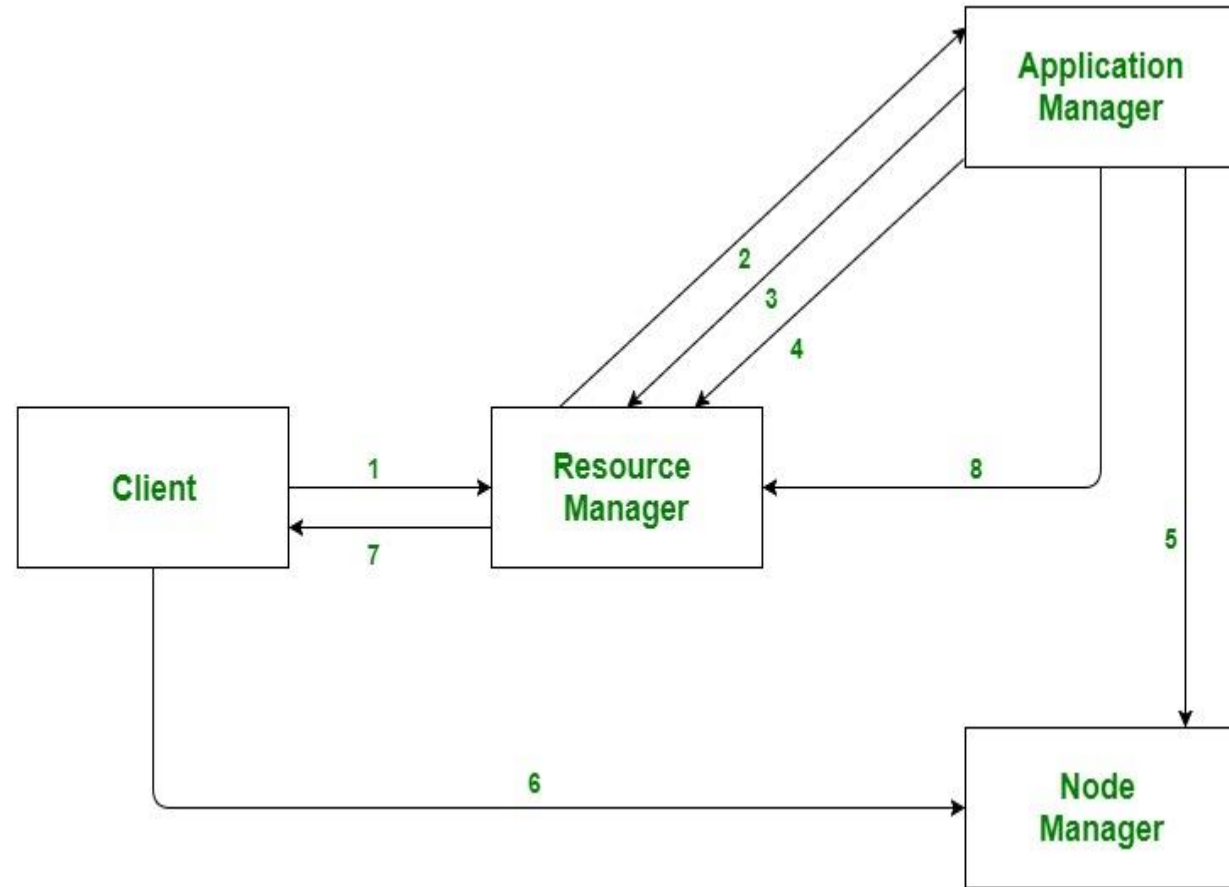 Application
Manager
2
3
4
Client
1
7
Resource
Manager
8
5
6
Node
Manager